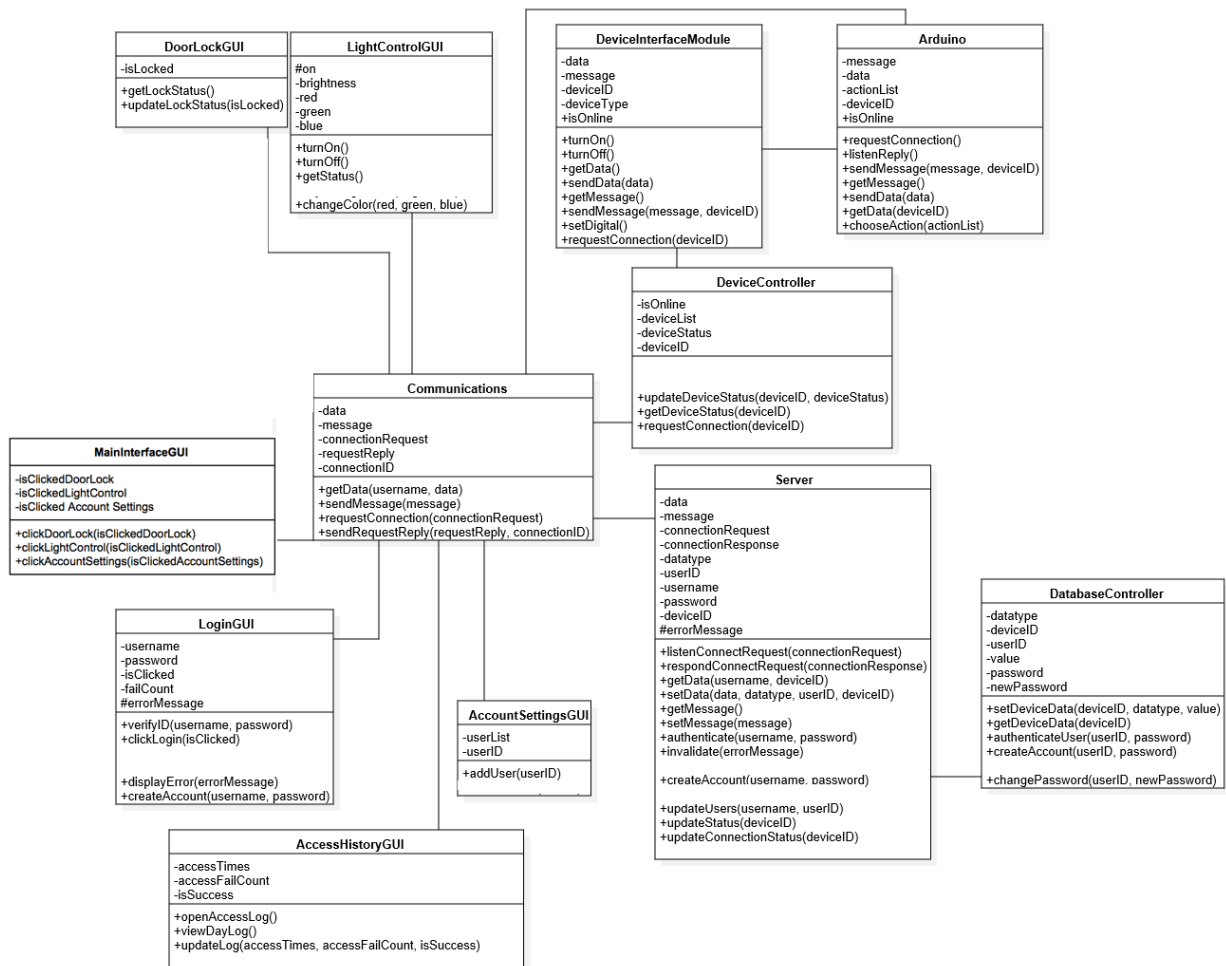 DoorLockGUI
-isLocked
+getLockStatus()
+updateLockStatus(isLocked)
LightControlGUI
#on
-brightness
-red
-green
-blue
+turnOn()
+turnOff()
+getStatus()
+changeColor(red, green, blue)
DeviceInterfaceModule
-data
-message
-deviceID
-deviceType
+isOnline
+turnOn()
+turnOff()
+getData()
+sendData(data)
+getMessage()
+sendMessage(message, deviceID)
+setDigital()
+requestConnection(deviceID)
Arduino
-message
-data
-actionList
-deviceID
+isOnline
+requestConnection()
+listenReply()
+sendMessage(message, deviceID)
+getMessage()
+sendData(data)
+getData(deviceID)
+chooseAction(actionList)
DeviceController
-isOnline
-deviceList
-deviceStatus
-deviceID
+updateDeviceStatus(deviceID, deviceStatus)
+getDeviceStatus(deviceID)
+requestConnection(deviceID)
Communications
-data
-message
-connectionRequest
-requestReply
-connectionID
+getData(username, data)
+sendMessage(message)
+requestConnection(connectionRequest)
+sendRequestReply(requestReply, connectionID)
MainInterfaceGUI
-isClickedDoorLock
-isClickedLightControl
-isClicked Account Settings
+clickDoorLock(isClickedDoorLock)
+clickLightControl(isClickedLightControl)
+clickAccountSettings(isClickedAccountSettings)
Server
-data
-message
-connectionRequest
-connectionResponse
-datatype
-userID
-username
-password
-deviceID
#errorMessage
+listenConnectRequest(connectionRequest)
+respondConnectRequest(connectionResponse)
+getData(username, deviceID)
+setData(data, datatype, userID, deviceID)
+getMessage()
+setMessage(message)
+authenticate(username, password)
+invalidate(errorMessage)
+createAccount(username, password)
+updateUsers(username, userID)
+updateStatus(deviceID)
+updateConnectionStatus(deviceID)
DatabaseController
-datatype
-deviceID
-userID
-value
-password
-newPassword
+setDeviceData(deviceID, datatype, value)
+getDeviceData(deviceID)
+authenticateUser(userID, password)
+createAccount(userID, password)
+changePassword(userID, newPassword)
LoginGUI
-username
-password
-isClicked
-failCount
#errorMessage
+verifyID(username, password)
+clickLogin(isClicked)
+displayError(errorMessage)
+createAccount(username, password)
AccountSettingsGUI
-userList
-userID
+addUser(userID)
AccessHistoryGUI
-accessTimes
-accessFailCount
-isSuccess
+openAccessLog()
+viewDayLog()
+updateLog(accessTimes, accessFailCount, isSuccess)